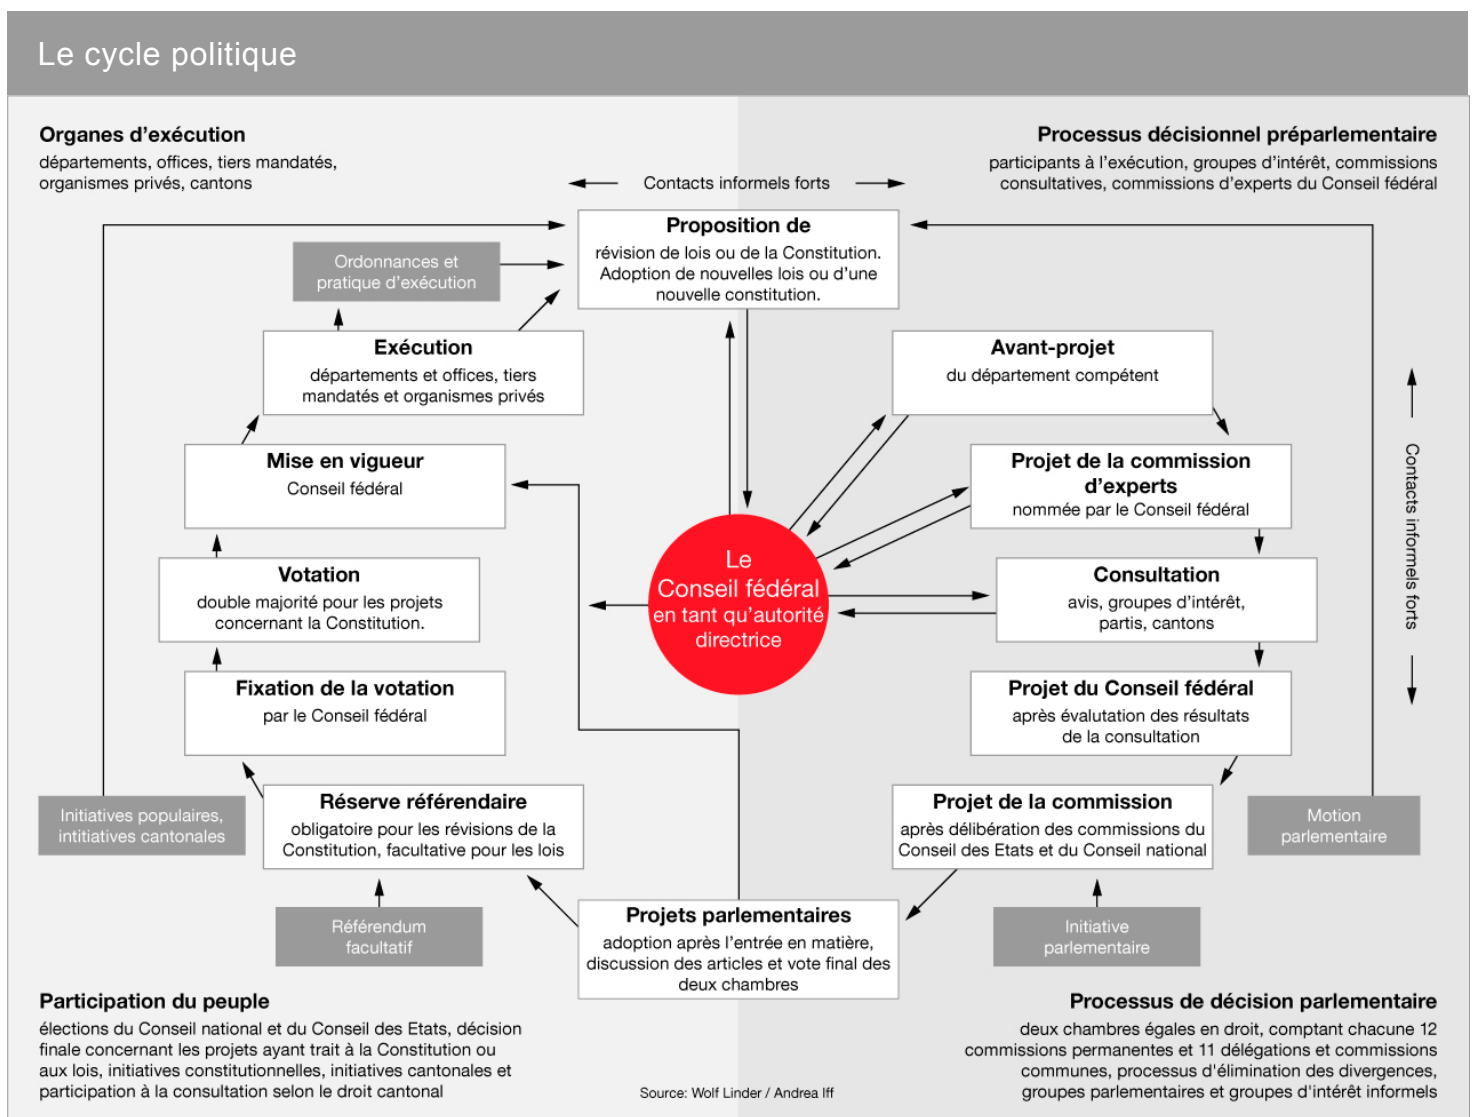 Le cycle politique
Organes d'exécution
départements, offices, tiers mandatés,
organismes privés, cantons
Processus décisionnel préparlementaire
participants à l'exécution, groupes d'intérêt, commissions
consultatives, commissions d'experts du Conseil fédéral
Contacts informels forts
Proposition de
révision de lois ou de la Constitution.
Adoption de nouvelles lois ou d'une
nouvelle constitution.
Ordonnances et
pratique d'exécution
Exécution
départements et offices, tiers
mandatés et organismes privés
Avant-projet
du département compétent
Mise en vigueur
Conseil fédéral
Projet de la commission
d'experts
nommée par le Conseil fédéral
Contacts informels forts
Le
Conseil fédéral
en tant qu'autorité
directrice
Votation
double majorité pour les projets
concernant la Constitution.
Consultation
avis, groupes d'intérêt,
partis, cantons
Fixation de la votation
par le Conseil fédéral
Projet du Conseil fédéral
après évalutation des résultats
de la consultation
Initiatives populaires,
intitiatives cantonales
Réserve référendaire
obligatoire pour les révisions de la
Constitution, facultative pour les lois
Projet de la commission
après délibération des commissions du
Conseil des Etats et du Conseil national
Motion
parlementaire
Référendum
facultatif
Projets parlementaires
adoption après l'entrée en matière,
discussion des articles et vote final des
deux chambres
Initiative
parlementaire
Participation du peuple
élections du Conseil national et du Conseil des Etats, décision
finale concernant les projets ayant trait à la Constitution ou
aux lois, initiatives constitutionnelles, initiatives cantonales et
participation à la consultation selon le droit cantonal
Source: Wolf Linder / Andrea Iff
Processus de décision parlementaire
deux chambres égales en droit, comptant chacune 12
commissions permanentes et 11 délégations et commissions
communes, processus d'élimination des divergences,
groupes parlementaires et groupes d'intérêt informels